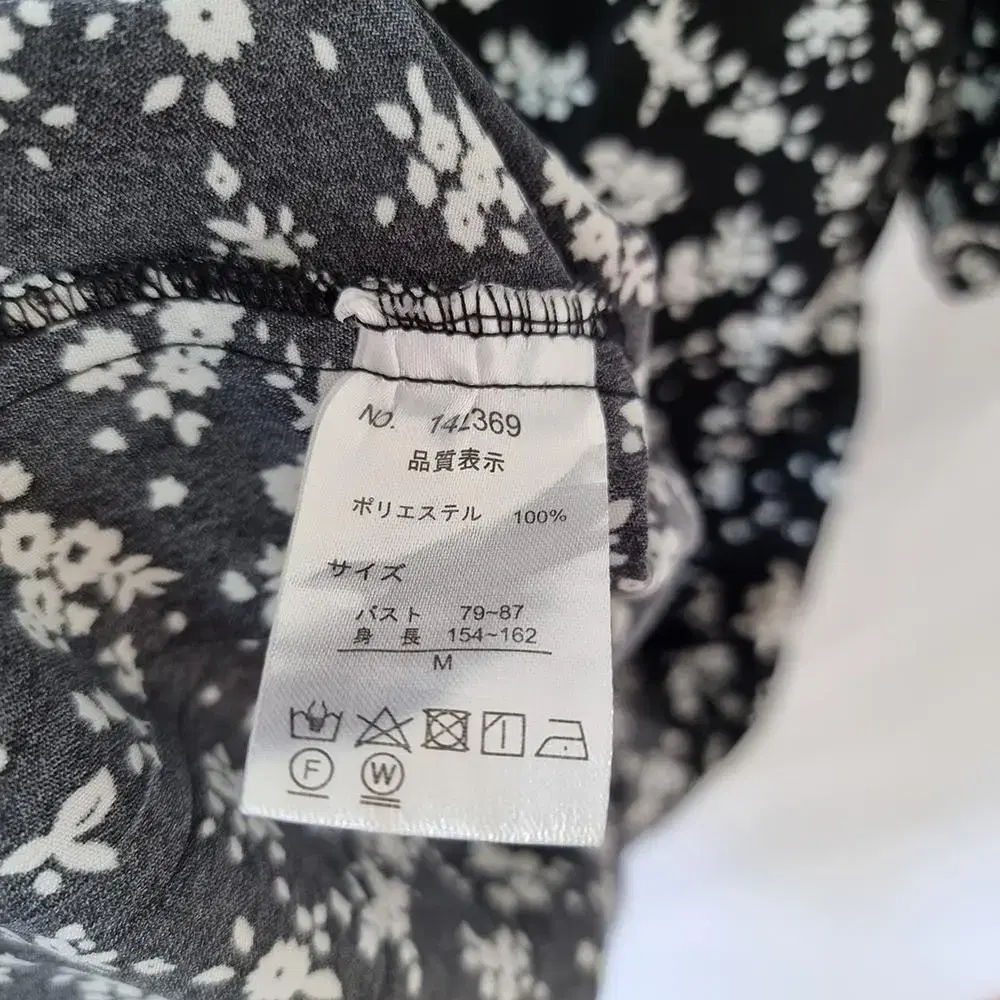 NO. 14L369
品質表示
ポリエステル 100%
サイズ
バスト 79~87
身 長 154~162
M
F W